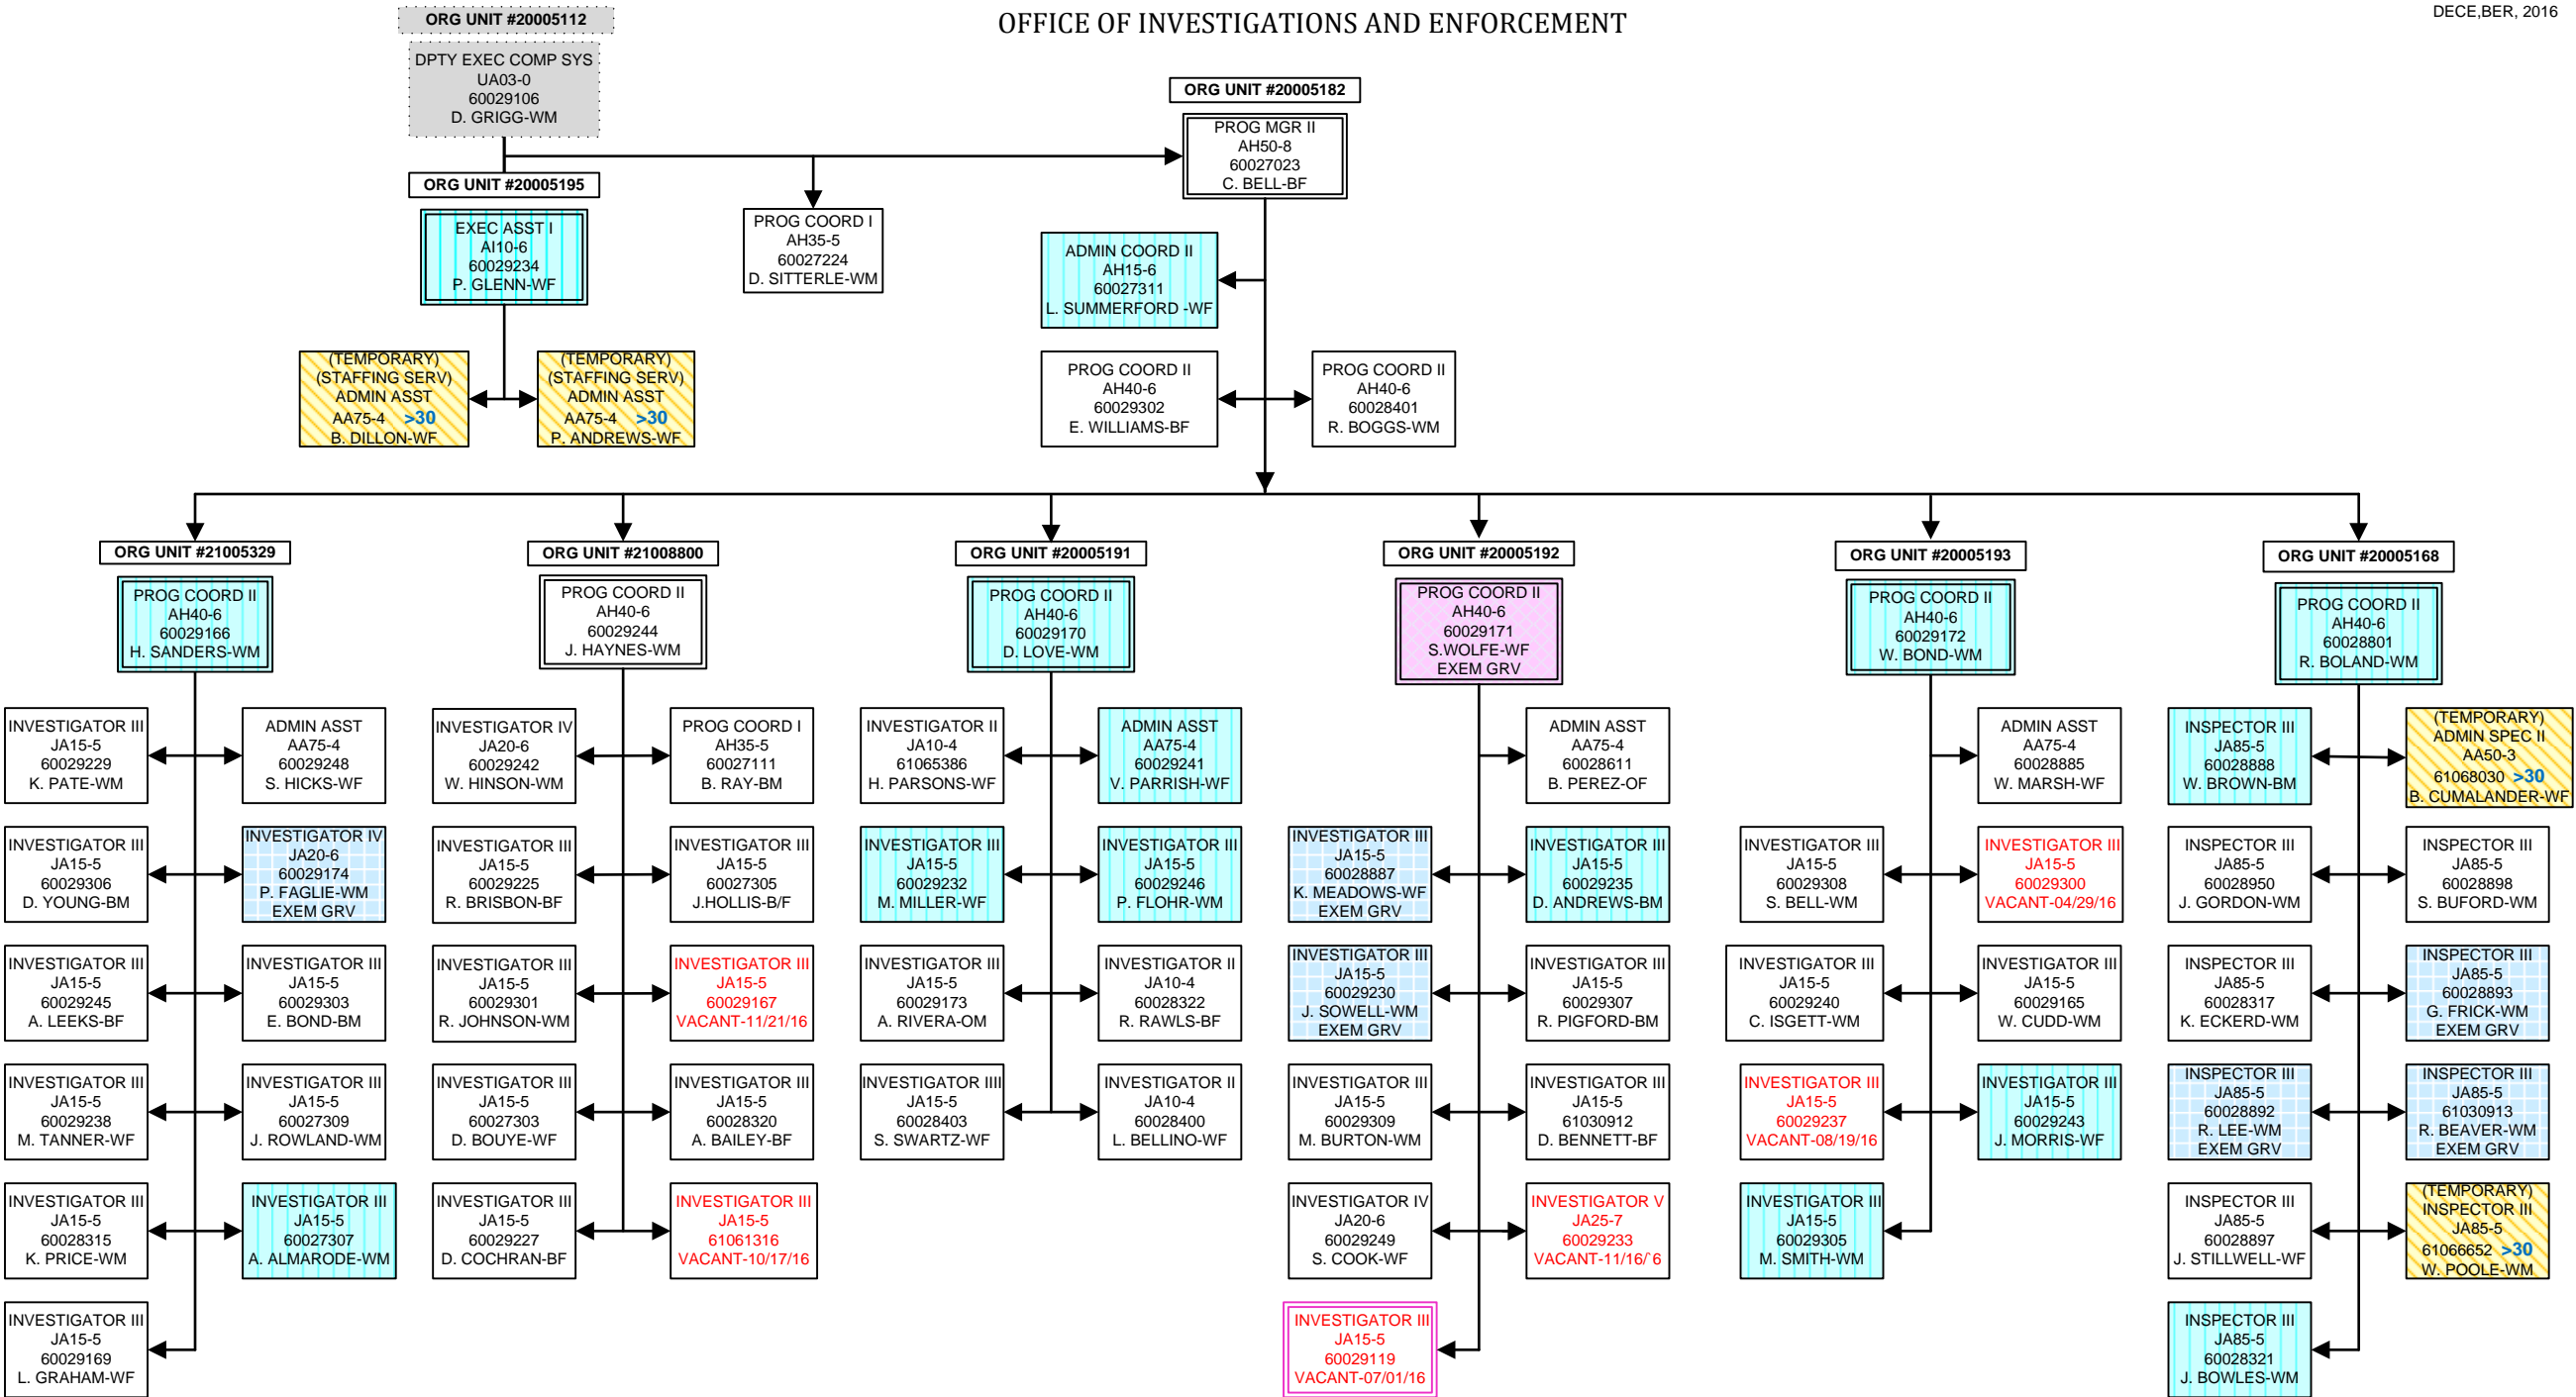 OFFICE OF INVESTIGATIONS AND ENFORCEMENT
DECE,BER, 2016
ORG UNIT #20005112
DPTY EXEC COMP SYS
UA03-0
60029106
D. GRIGG-WM
ORG UNIT #20005182
PROG MGR II
AH50-8
60027023
C. BELL-BF
ORG UNIT #20005195
EXEC ASST I
AI10-6
60029234
P. GLENN-WF
PROG COORD I
AH35-5
60027224
D. SITTERLE-WM
ADMIN COORD II
AH15-6
60027311
L. SUMMERFORD -WF
(TEMPORARY)
(STAFFING SERV)
ADMIN ASST
AA75-4 >30
B. DILLON-WF
(TEMPORARY)
(STAFFING SERV)
ADMIN ASST
AA75-4 >30
P. ANDREWS-WF
PROG COORD II
AH40-6
60029302
E. WILLIAMS-BF
PROG COORD II
AH40-6
60028401
R. BOGGS-WM
ORG UNIT #21005329
PROG COORD II
AH40-6
60029166
H. SANDERS-WM
INVESTIGATOR III
JA15-5
60029229
K. PATE-WM
ADMIN ASST
AA75-4
60029248
S. HICKS-WF
INVESTIGATOR III
JA15-5
60029306
D. YOUNG-BM
INVESTIGATOR IV
JA20-6
60029174
P. FAGLIE-WM
EXEM GRV
INVESTIGATOR III
JA15-5
60029245
A. LEEKS-BF
INVESTIGATOR III
JA15-5
60029303
E. BOND-BM
INVESTIGATOR III
JA15-5
60029238
M. TANNER-WF
INVESTIGATOR III
JA15-5
60027309
J. ROWLAND-WM
INVESTIGATOR III
JA15-5
60028315
K. PRICE-WM
INVESTIGATOR III
JA15-5
60027307
A. ALMARODE-WM
INVESTIGATOR III
JA15-5
60029169
L. GRAHAM-WF
ORG UNIT #21008800
PROG COORD II
AH40-6
60029244
J. HAYNES-WM
INVESTIGATOR IV
JA20-6
60029242
W. HINSON-WM
PROG COORD I
AH35-5
60027111
B. RAY-BM
INVESTIGATOR III
JA15-5
60029225
R. BRISBON-BF
INVESTIGATOR III
JA15-5
60027305
J.HOLLIS-B/F
INVESTIGATOR III
JA15-5
60029301
R. JOHNSON-WM
INVESTIGATOR III
JA15-5
60029167
VACANT-11/21/16
INVESTIGATOR III
JA15-5
60027303
D. BOUYE-WF
INVESTIGATOR III
JA15-5
60028320
A. BAILEY-BF
INVESTIGATOR III
JA15-5
60029227
D. COCHRAN-BF
INVESTIGATOR III
JA15-5
61061316
VACANT-10/17/16
ORG UNIT #20005191
PROG COORD II
AH40-6
60029170
D. LOVE-WM
INVESTIGATOR II
JA10-4
61065386
H. PARSONS-WF
ADMIN ASST
AA75-4
60029241
V. PARRISH-WF
INVESTIGATOR III
JA15-5
60029232
M. MILLER-WF
INVESTIGATOR III
JA15-5
60029246
P. FLOHR-WM
INVESTIGATOR III
JA15-5
60029173
A. RIVERA-OM
INVESTIGATOR II
JA10-4
60028322
R. RAWLS-BF
INVESTIGATOR IIII
JA15-5
60028403
S. SWARTZ-WF
INVESTIGATOR II
JA10-4
60028400
L. BELLINO-WF
ORG UNIT #20005192
PROG COORD II
AH40-6
60029171
S.WOLFE-WF
EXEM GRV
ADMIN ASST
AA75-4
60028611
B. PEREZ-OF
INVESTIGATOR III
JA15-5
60028887
K. MEADOWS-WF
EXEM GRV
INVESTIGATOR III
JA15-5
60029235
D. ANDREWS-BM
INVESTIGATOR III
JA15-5
60029230
J. SOWELL-WM
EXEM GRV
INVESTIGATOR III
JA15-5
60029307
R. PIGFORD-BM
INVESTIGATOR III
JA15-5
60029309
M. BURTON-WM
INVESTIGATOR III
JA15-5
61030912
D. BENNETT-BF
INVESTIGATOR IV
JA20-6
60029249
S. COOK-WF
INVESTIGATOR V
JA25-7
60029233
VACANT-11/16/`6
INVESTIGATOR III
JA15-5
60029119
VACANT-07/01/16
ORG UNIT #20005193
PROG COORD II
AH40-6
60029172
W. BOND-WM
ADMIN ASST
AA75-4
60028885
W. MARSH-WF
INVESTIGATOR III
JA15-5
60029308
S. BELL-WM
INVESTIGATOR III
JA15-5
60029300
VACANT-04/29/16
INVESTIGATOR III
JA15-5
60029240
C. ISGETT-WM
INVESTIGATOR III
JA15-5
60029165
W. CUDD-WM
INVESTIGATOR III
JA15-5
60029237
VACANT-08/19/16
INVESTIGATOR III
JA15-5
60029243
J. MORRIS-WF
INVESTIGATOR III
JA15-5
60029305
M. SMITH-WM
ORG UNIT #20005168
PROG COORD II
AH40-6
60028801
R. BOLAND-WM
INSPECTOR III
JA85-5
60028888
W. BROWN-BM
(TEMPORARY)
ADMIN SPEC II
AA50-3
61068030 >30
B. CUMALANDER-WF
INSPECTOR III
JA85-5
60028950
J. GORDON-WM
INSPECTOR III
JA85-5
60028898
S. BUFORD-WM
INSPECTOR III
JA85-5
60028317
K. ECKERD-WM
INSPECTOR III
JA85-5
60028893
G. FRICK-WM
EXEM GRV
INSPECTOR III
JA85-5
60028892
R. LEE-WM
EXEM GRV
INSPECTOR III
JA85-5
61030913
R. BEAVER-WM
EXEM GRV
INSPECTOR III
JA85-5
60028897
J. STILLWELL-WF
(TEMPORARY)
INSPECTOR III
JA85-5
61066652 >30
W. POOLE-WM
INSPECTOR III
JA85-5
60028321
J. BOWLES-WM